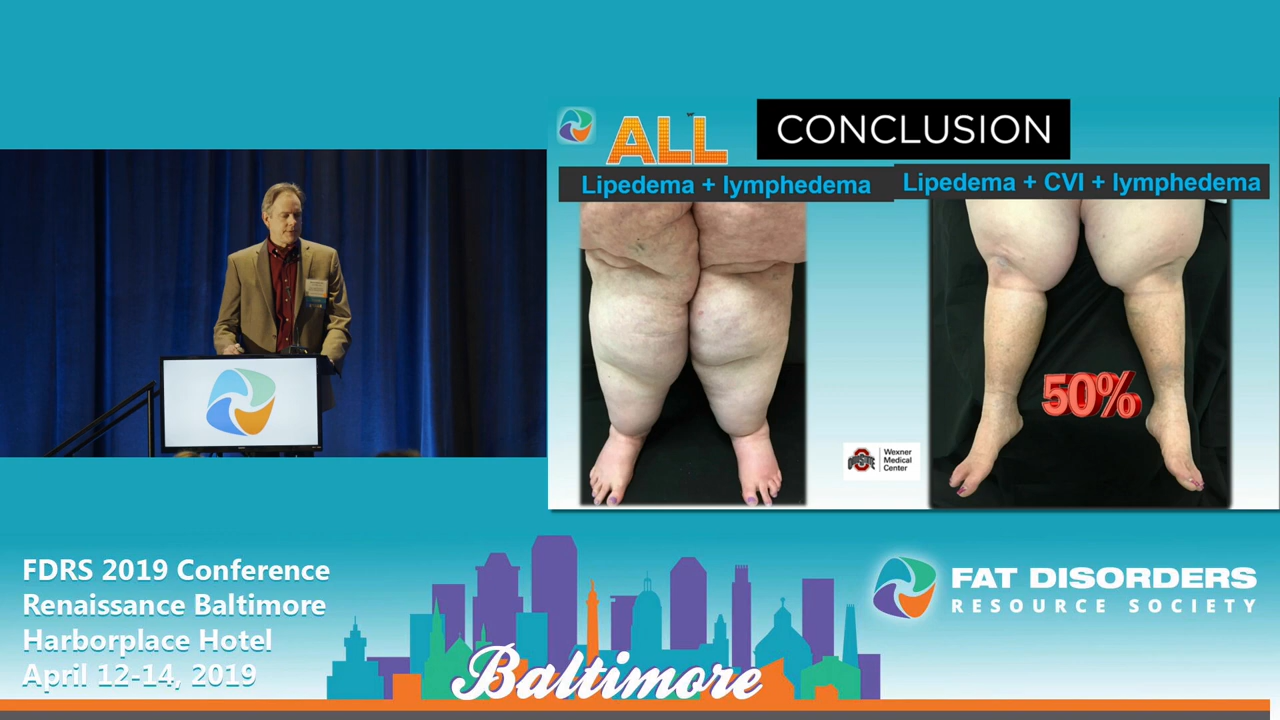 ALL
CONCLUSION
Lipedema + lymphedema
Lipedema + CVI + lymphedema
50%
Wexner
Medical
Center
FDRS 2019 Conference
Renaissance Baltimore
Harborplace Hotel
April 12-14, 2019
Baltimore
FAT DISORDERS
RESOURCE SOCIETY